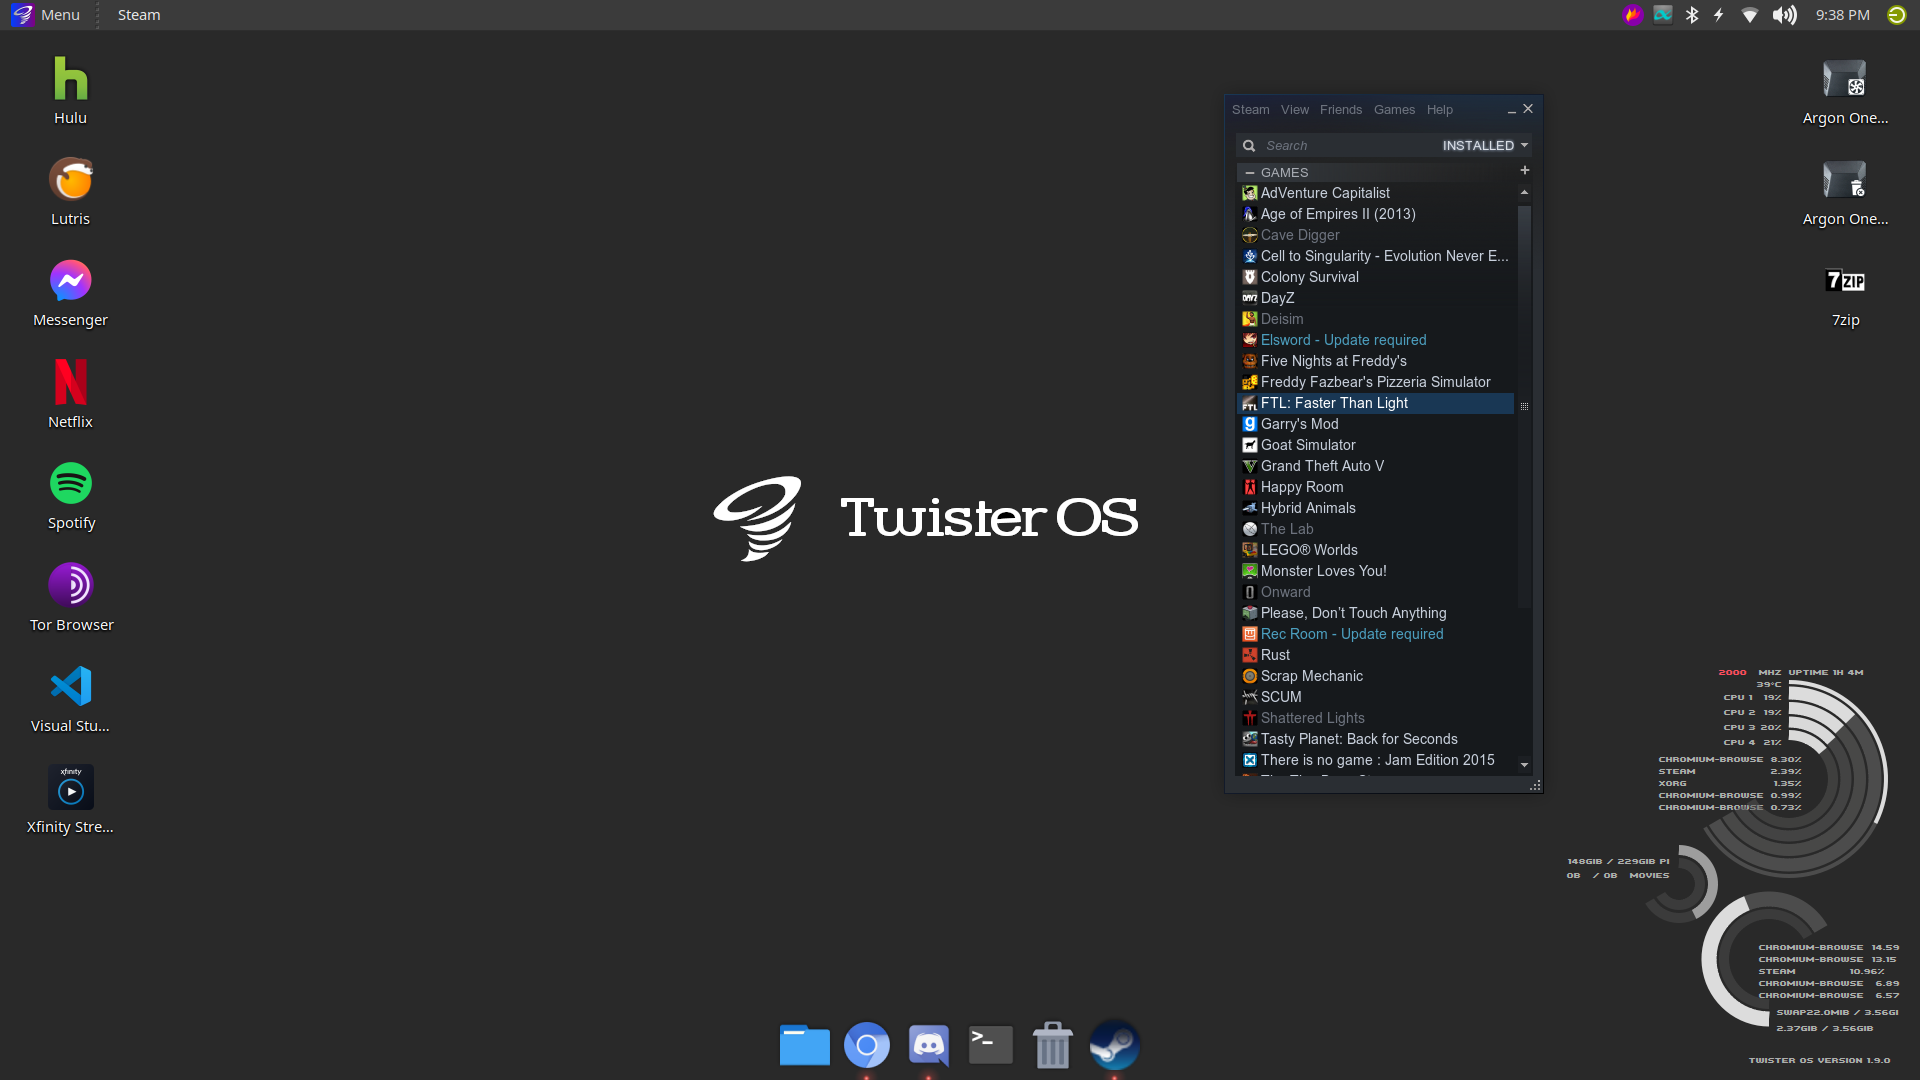 Menu Steam 9:38 PM
Hulu
Lutris
Messenger
Netflix
Spotify
Tor Browser
Visual Stu...
xfinity
Xfinity Stre...
Twister OS
Steam View Friends Games Help
Search INSTALLED
GAMES
AdVenture Capitalist
Age of Empires II (2013)
Cave Digger
Cell to Singularity - Evolution Never E...
Colony Survival
DayZ
Deisim
Elsword - Update required
Five Nights at Freddy's
Freddy Fazbear's Pizzeria Simulator
FTL: Faster Than Light
Garry's Mod
Goat Simulator
Grand Theft Auto V
Happy Room
Hybrid Animals
The Lab
LEGO® Worlds
Monster Loves You!
Onward
Please, Don't Touch Anything
Rec Room - Update required
Rust
Scrap Mechanic
SCUM
Shattered Lights
Tasty Planet: Back for Seconds
There is no game : Jam Edition 2015
Argon One...
Argon One...
7ZIP
7zip
2000 MHZ UPTIME 1H 4M
39°C
CPU 1 19%
CPU 2 19%
CPU 3 20%
CPU 4 21%
CHROMIUM-BROWSE 8.30%
STEAM 2.39%
XORG 1.35%
CHROMIUM-BROWSE 0.99%
CHROMIUM-BROWSE 0.73%
148GIB / 229GIB PI
0B / 0B MOVIES
CHROMIUM-BROWSE 14.59
CHROMIUM-BROWSE 13.15
STEAM 10.96%
CHROMIUM-BROWSE 6.89
CHROMIUM-BROWSE 6.57
SWAP22.0MIB / 3.56GI
2.37GIB / 3.56GIB
TWISTER OS VERSION 1.9.0